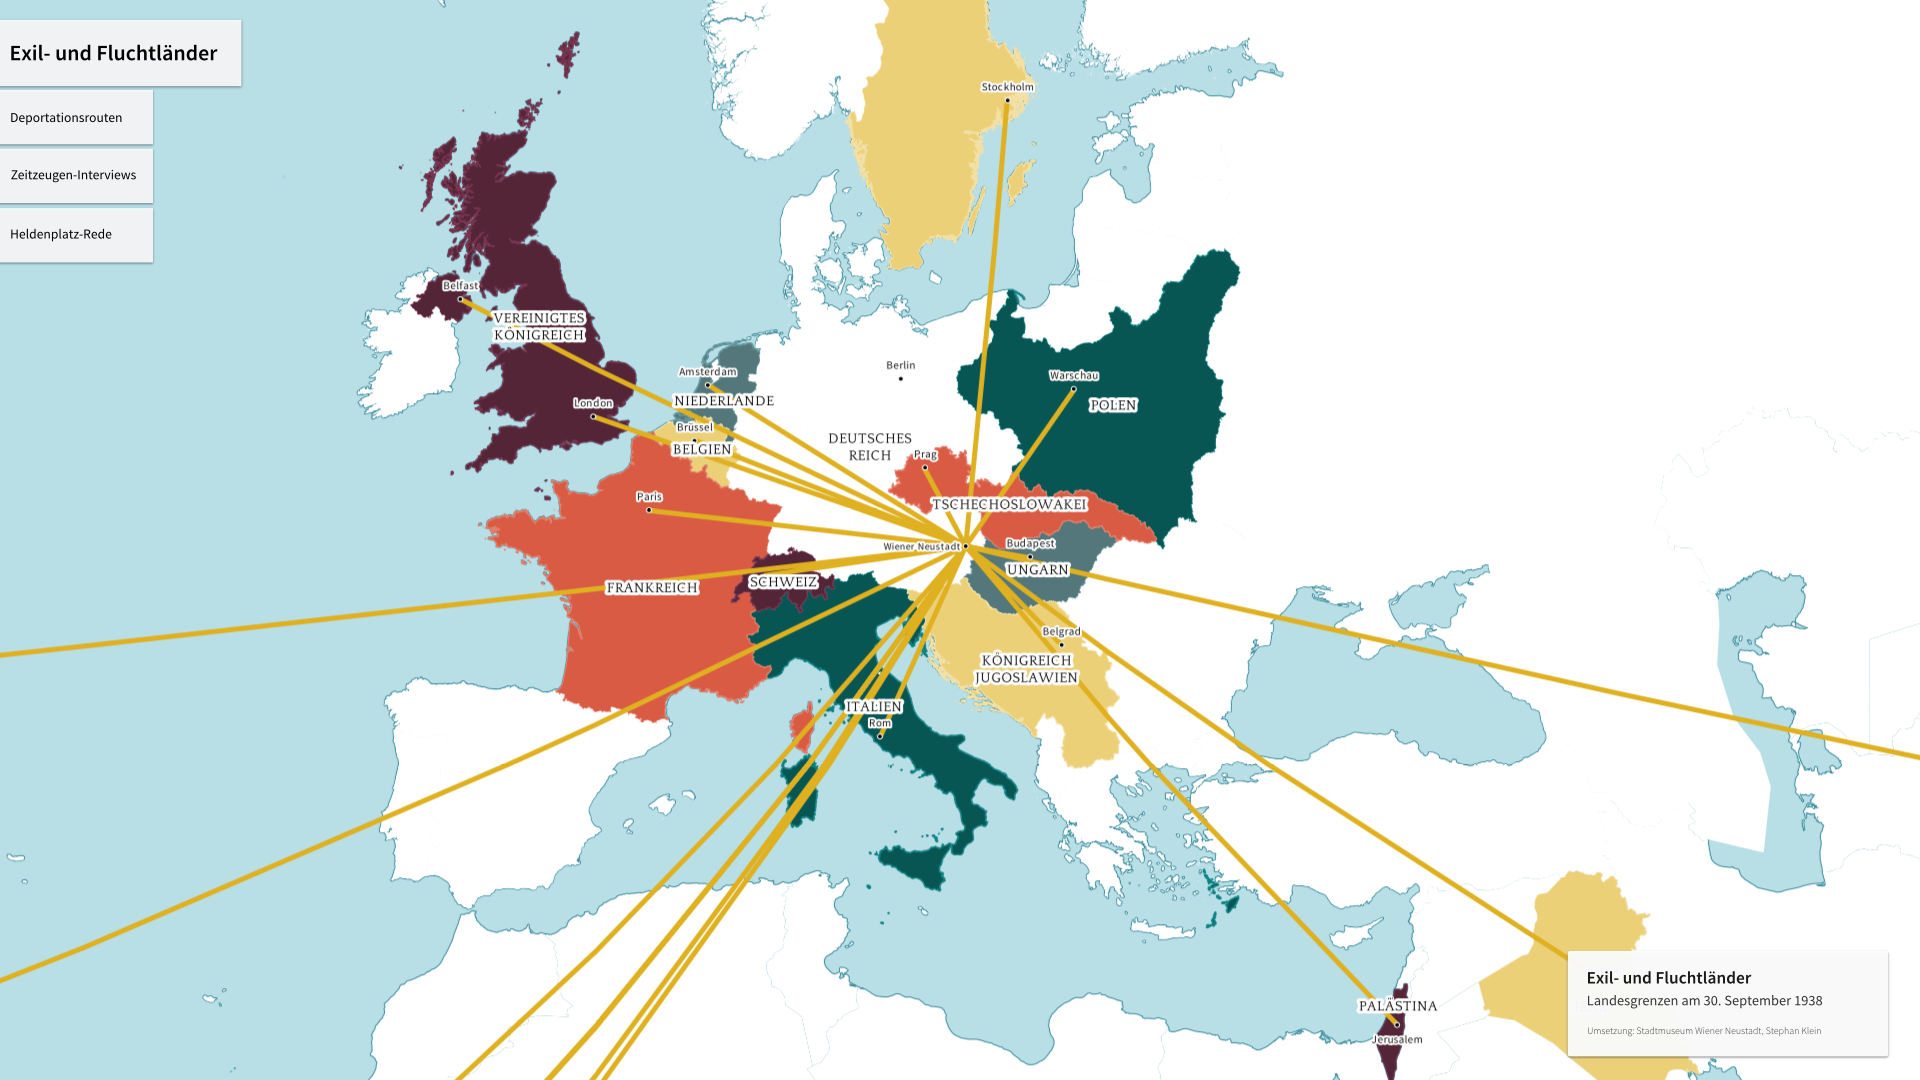 Exil- und Fluchtländer
Deportationsrouten
Zeitzeugen-Interviews
Heldenplatz-Rede
Stockholm
Belfast
VEREINIGTES
KÖNIGREICH
London
Amsterdam
NIEDERLANDE
Brüssel
BELGIEN
Berlin
Warschau
POLEN
DEUTSCHES
REICH
Prag
TSCHECHOSLOWAKEI
Paris
Wiener Neustadt
Budapest
UNGARN
FRANKREICH
SCHWEIZ
Belgrad
KÖNIGREICH
JUGOSLAWIEN
ITALIEN
Rom
PALÄSTINA
Jerusalem
Exil- und Fluchtländer
Landesgrenzen am 30. September 1938
Umsetzung: Stadtmuseum Wiener Neustadt, Stephan Klein